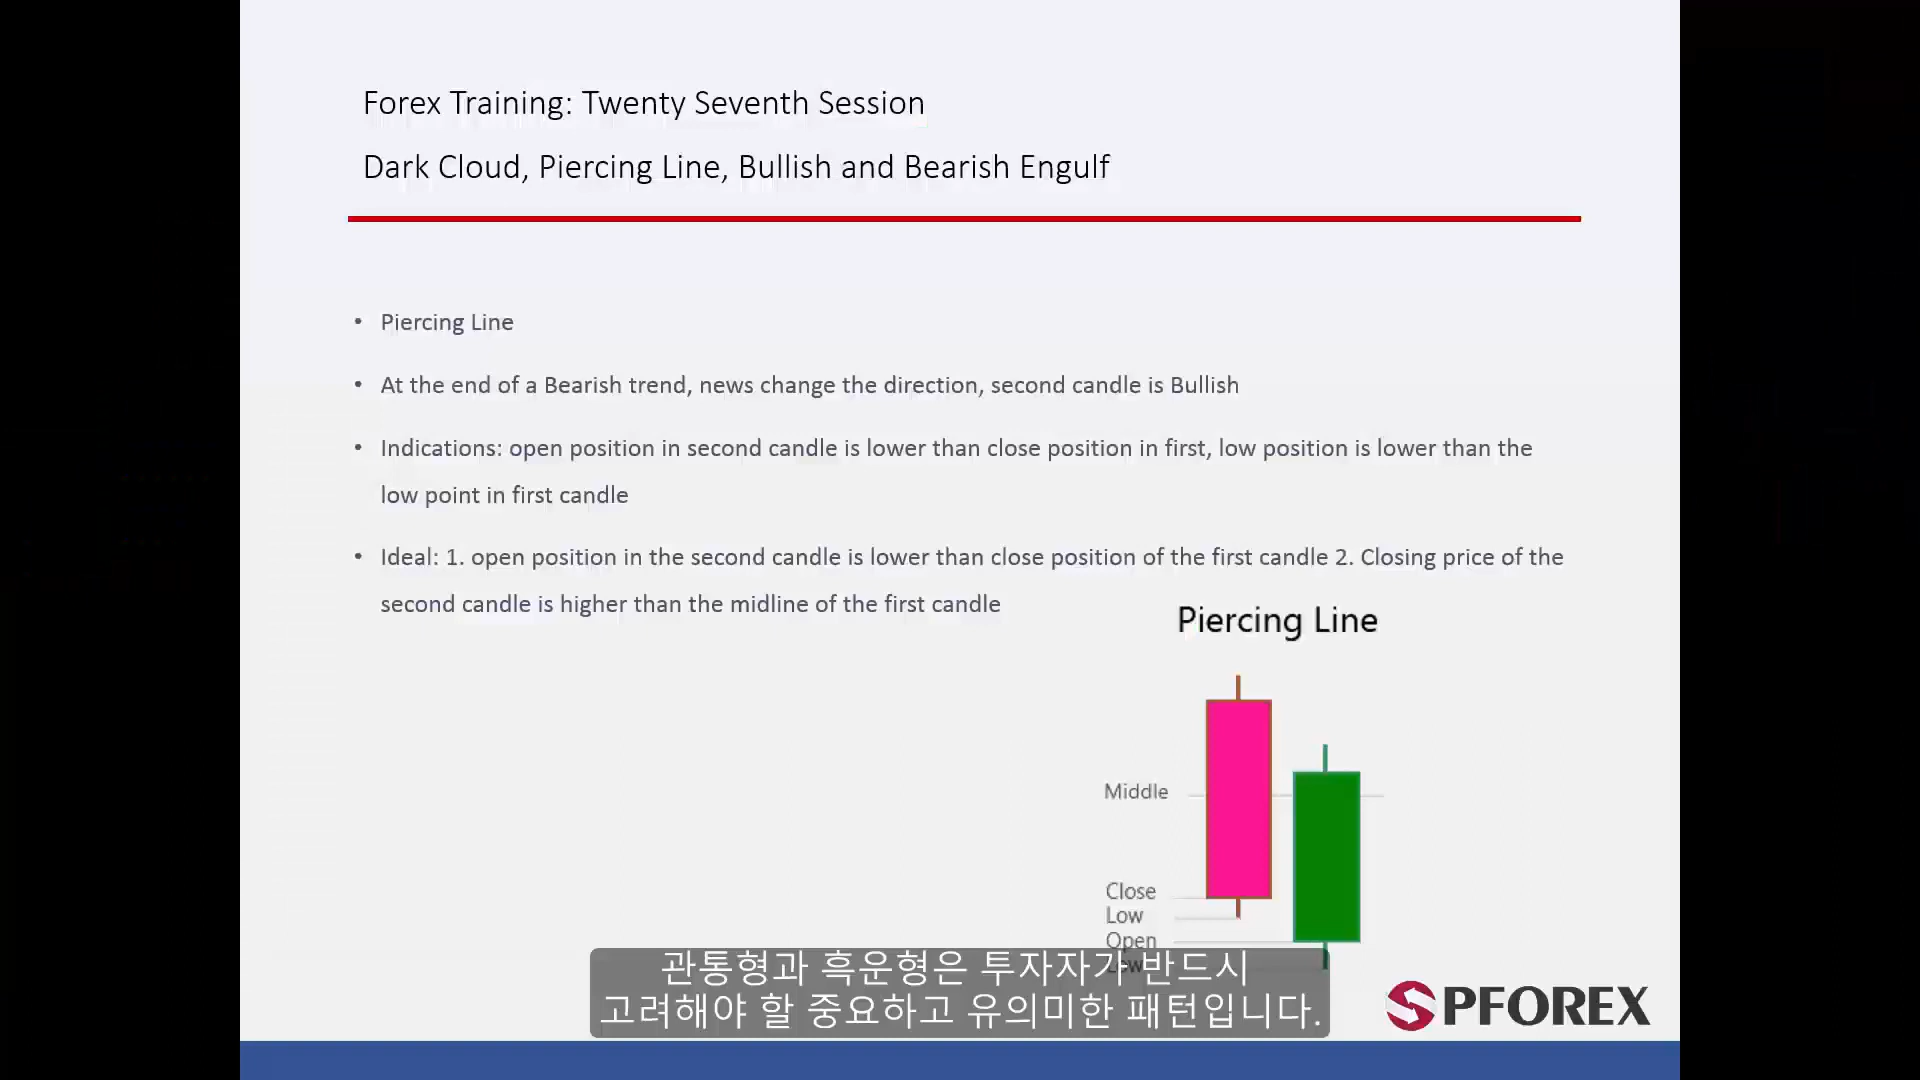 Forex Training: Twenty Seventh Session
Dark Cloud, Piercing Line, Bullish and Bearish Engulf
• Piercing Line
• At the end of a Bearish trend, news change the direction, second candle is Bullish
• Indications: open position in second candle is lower than close position in first, low position is lower than the
low point in first candle
• Ideal: 1. open position in the second candle is lower than close position of the first candle 2. Closing price of the
second candle is higher than the midline of the first candle
Piercing Line
Middle
Close
Low
Open
Low
관통형과 흑운형은 투자자가 반드시
고려해야 할 중요하고 유의미한 패턴입니다.
SPFOREX